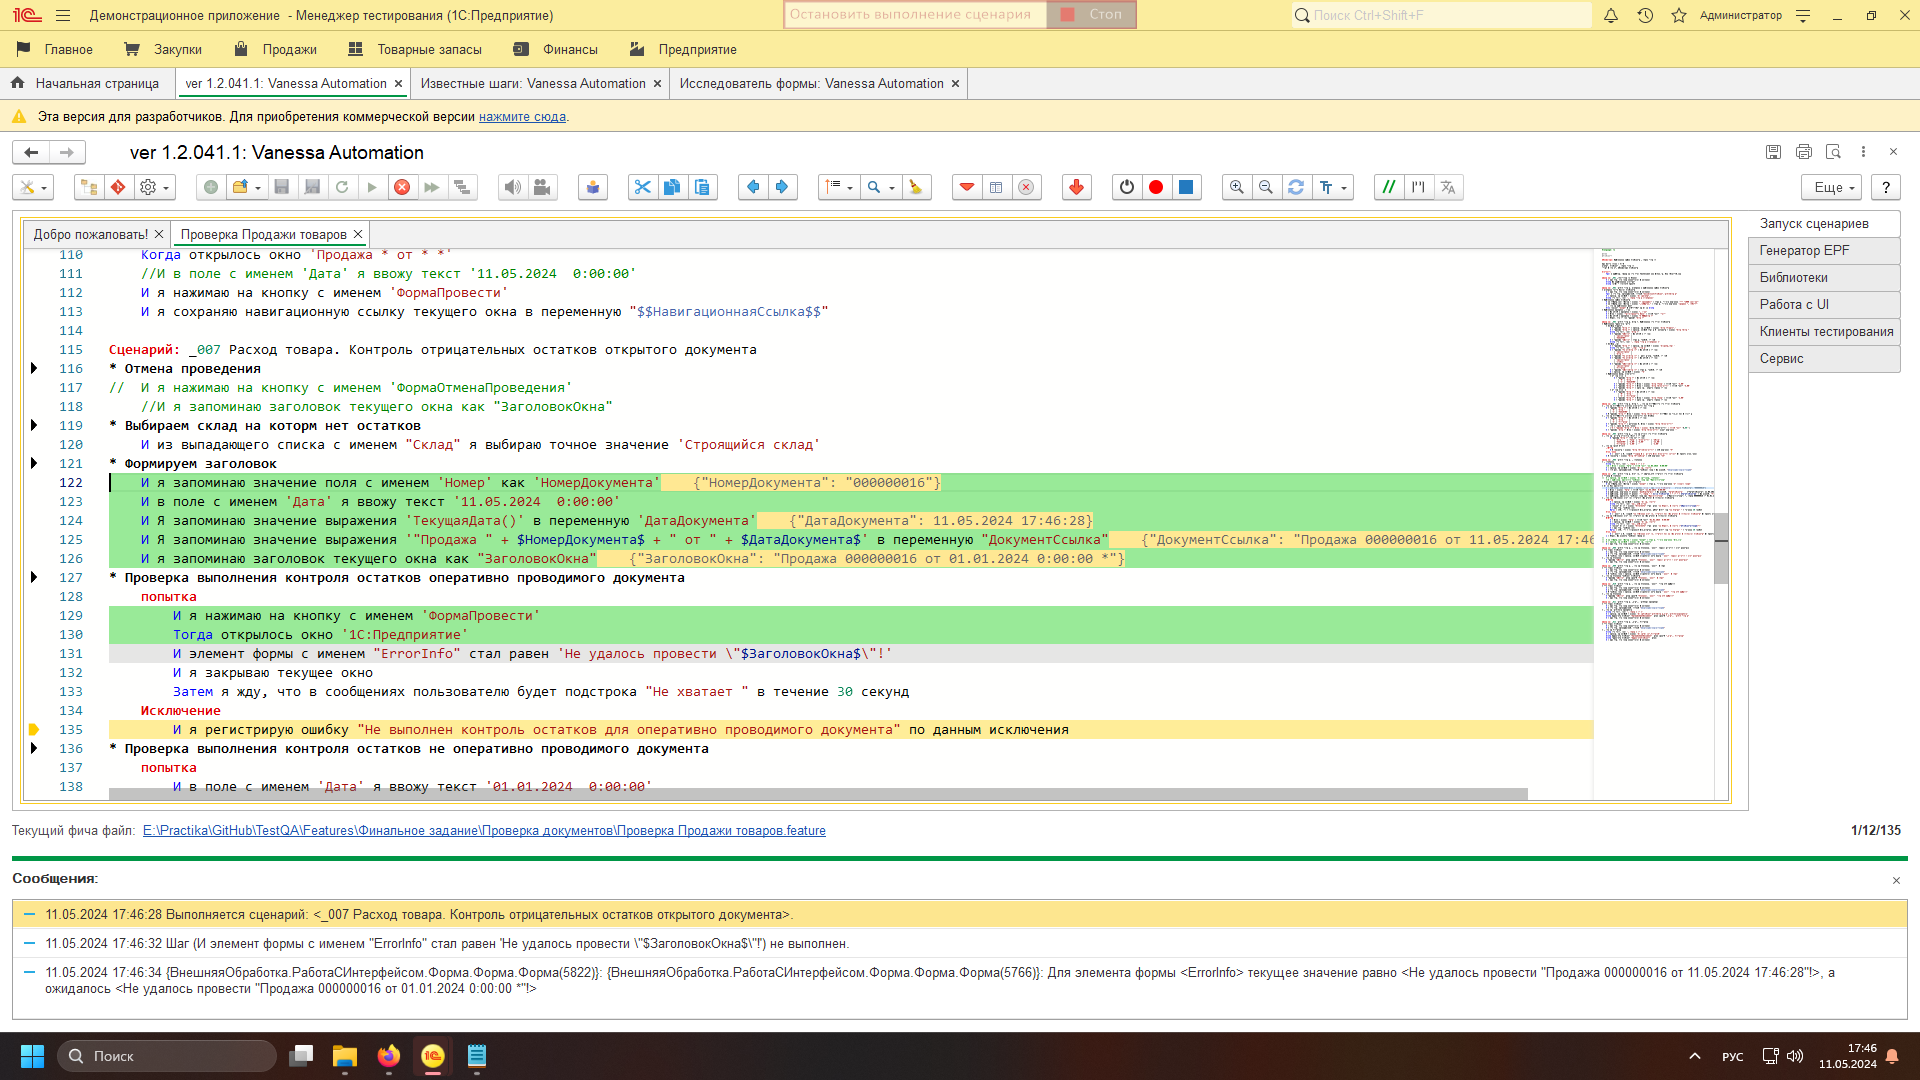 Демонстрационное приложение - Менеджер тестирования (1С:Предприятие)
Остановить выполнение сценария
Стоп
Поиск Ctrl+Shift+F
Администратор
Главное
Закупки
Продажи
Товарные запасы
Финансы
Предприятие
Начальная страница
ver 1.2.041.1: Vanessa Automation ×
Известные шаги: Vanessa Automation ×
Исследователь формы: Vanessa Automation ×
Эта версия для разработчиков. Для приобретения коммерческой версии нажмите сюда.
ver 1.2.041.1: Vanessa Automation
Еще
?
Добро пожаловать! ×
Проверка Продажи товаров ×
110 Когда открылось окно 'Продажа * от * *'
111 //И в поле с именем 'Дата' я ввожу текст '11.05.2024  0:00:00'
112 И я нажимаю на кнопку с именем 'ФормаПровести'
113 И я сохраняю навигационную ссылку текущего окна в переменную "$$НавигационнаяСсылка$$"
114
115 Сценарий: _007 Расход товара. Контроль отрицательных остатков открытого документа
116 * Отмена проведения
117 //  И я нажимаю на кнопку с именем 'ФормаОтменаПроведения'
118 //И я запоминаю заголовок текущего окна как "ЗаголовокОкна"
119 * Выбираем склад на которм нет остатков
120 И из выпадающего списка с именем "Склад" я выбираю точное значение 'Строящийся склад'
121 * Формируем заголовок
122 И я запоминаю значение поля с именем 'Номер' как 'НомерДокумента' {"НомерДокумента": "000000016"}
123 И в поле с именем 'Дата' я ввожу текст '11.05.2024  0:00:00'
124 И Я запоминаю значение выражения 'ТекущаяДата()' в переменную 'ДатаДокумента' {"ДатаДокумента": 11.05.2024 17:46:28}
125 И Я запоминаю значение выражения '"Продажа " + $НомерДокумента$ + " от " + $ДатаДокумента$' в переменную "ДокументСсылка" {"ДокументСсылка": "Продажа 000000016 от 11.05.2024 17:46
126 И я запоминаю заголовок текущего окна как "ЗаголовокОкна" {"ЗаголовокОкна": "Продажа 000000016 от 01.01.2024 0:00:00 *"}
127 * Проверка выполнения контроля остатков оперативно проводимого документа
128 попытка
129 И я нажимаю на кнопку с именем 'ФормаПровести'
130 Тогда открылось окно '1С:Предприятие'
131 И элемент формы с именем "ErrorInfo" стал равен 'Не удалось провести \"$ЗаголовокОкна$\"!'
132 И я закрываю текущее окно
133 Затем я жду, что в сообщениях пользователю будет подстрока "Не хватает " в течение 30 секунд
134 Исключение
135 И я регистрирую ошибку "Не выполнен контроль остатков для оперативно проводимого документа" по данным исключения
136 * Проверка выполнения контроля остатков не оперативно проводимого документа
137 попытка
138 И в поле с именем 'Дата' я ввожу текст '01.01.2024  0:00:00'
Запуск сценариев
Генератор EPF
Библиотеки
Работа с UI
Клиенты тестирования
Сервис
Текущий фича файл: E:\Practika\GitHub\TestQA\Features\Финальное задание\Проверка документов\Проверка Продажи товаров.feature
1/12/135
Сообщения:
11.05.2024 17:46:28 Выполняется сценарий: <_007 Расход товара. Контроль отрицательных остатков открытого документа>.
11.05.2024 17:46:32 Шаг (И элемент формы с именем "ErrorInfo" стал равен 'Не удалось провести \"$ЗаголовокОкна$\"!') не выполнен.
11.05.2024 17:46:34 {ВнешняяОбработка.РаботаСИнтерфейсом.Форма.Форма.Форма(5822)}: {ВнешняяОбработка.РаботаСИнтерфейсом.Форма.Форма.Форма(5766)}: Для элемента формы <ErrorInfo> текущее значение равно <Не удалось провести "Продажа 000000016 от 11.05.2024 17:46:28"!>, а
ожидалось <Не удалось провести "Продажа 000000016 от 01.01.2024 0:00:00 *"!>
Поиск
РУС
17:46
11.05.2024